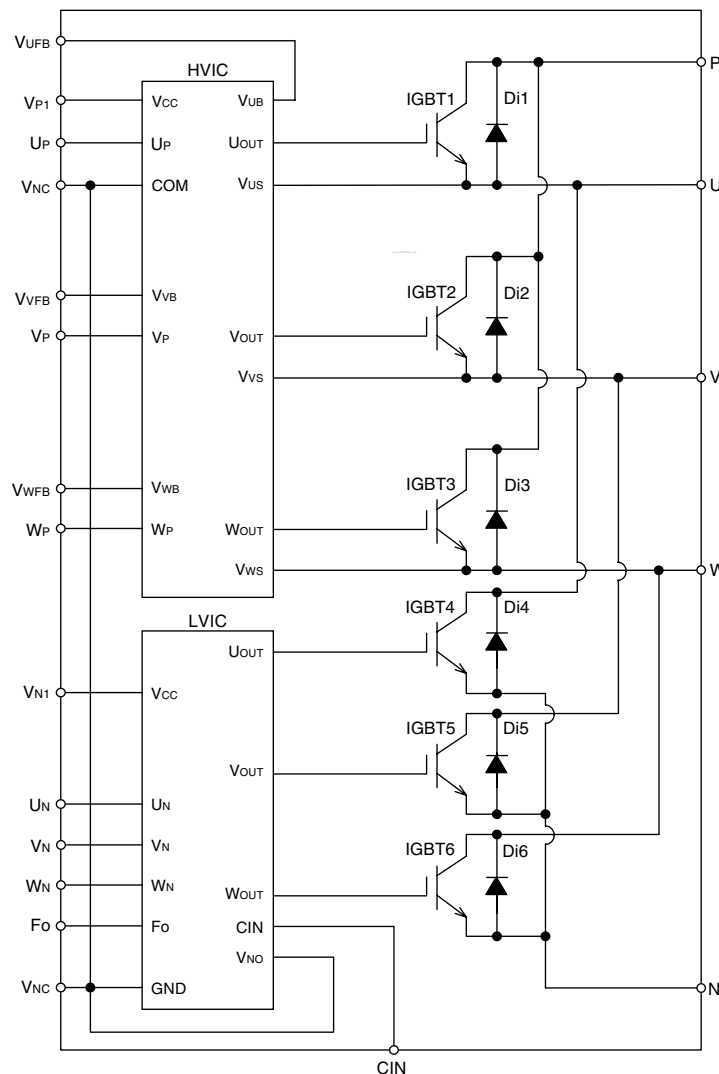 VUFB
HVIC
P
VP1
VCC
VUB
IGBT1
Di1
UP
UP
UOUT
VNC
COM
VUS
U
VVFB
VVB
IGBT2
Di2
VP
VP
VOUT
VVS
V
VWFB
VWB
IGBT3
Di3
WP
WP
WOUT
VWS
W
LVIC
IGBT4
Di4
UOUT
VN1
VCC
IGBT5
Di5
VOUT
UN
UN
VN
VN
IGBT6
Di6
WN
WN
WOUT
Fo
Fo
CIN
VNO
VNC
GND
N
CIN